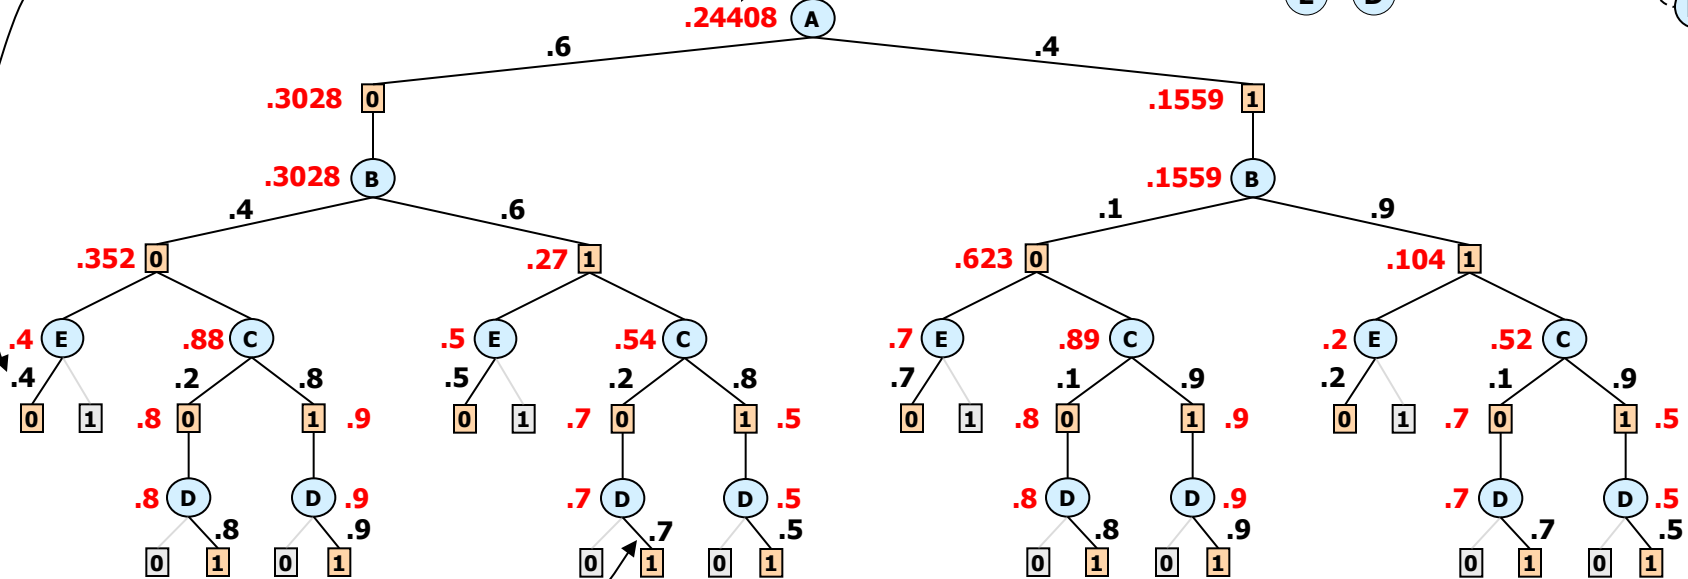 .24408 A
.6 .4
.3028 0 .1559 1
.3028 B .1559 B
.4 .6 .1 .9
.352 0 .27 1 .623 0 .104 1
.4 E .88 C .5 E .54 C .7 E .89 C .2 E .52 C
.4 .2 .8 .5 .2 .8 .7 .1 .9 .2 .1 .9
0 1 .8 0 1 .9 0 1 .7 0 1 .5 0 1 .8 0 1 .9 0 1 .7 0 1 .5
.8 D D .9 .7 D D .5 .8 D D .9 .7 D D .5
.8 .9 .7 .5 .8 .9 .7 .5
0 1 0 1 0 1 0 1 0 1 0 1 0 1 0 1